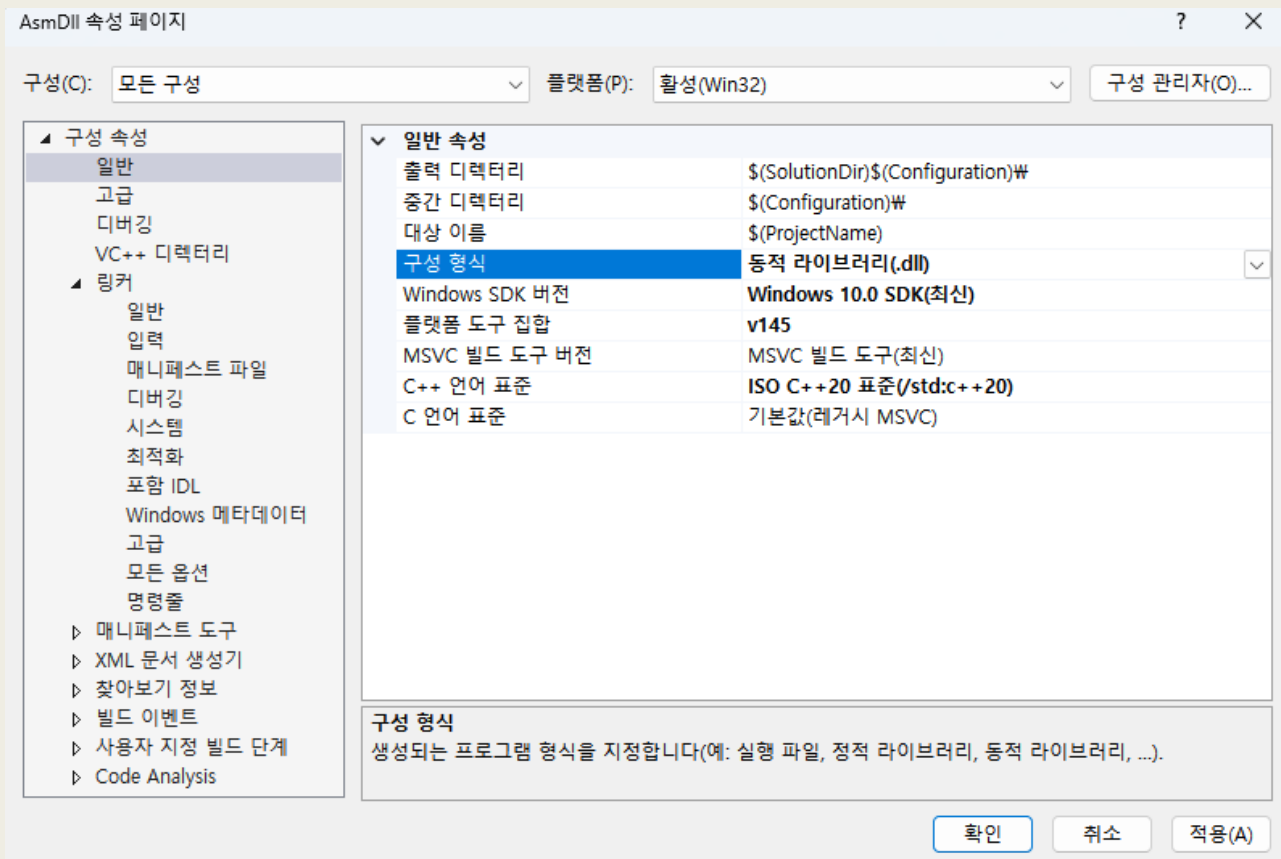 AsmDll 속성 페이지
? ×
구성(C): 모든 구성 플랫폼(P): 활성(Win32) 구성 관리자(O)...
구성 속성
일반
고급
디버깅
VC++ 디렉터리
링커
일반
입력
매니페스트 파일
디버깅
시스템
최적화
포함 IDL
Windows 메타데이터
고급
모든 옵션
명령줄
매니페스트 도구
XML 문서 생성기
찾아보기 정보
빌드 이벤트
사용자 지정 빌드 단계
Code Analysis
일반 속성
출력 디렉터리 $(SolutionDir)$(Configuration)₩
중간 디렉터리 $(Configuration)₩
대상 이름 $(ProjectName)
구성 형식 동적 라이브러리(.dll)
Windows SDK 버전 Windows 10.0 SDK(최신)
플랫폼 도구 집합 v145
MSVC 빌드 도구 버전 MSVC 빌드 도구(최신)
C++ 언어 표준 ISO C++20 표준(/std:c++20)
C 언어 표준 기본값(레거시 MSVC)
구성 형식
생성되는 프로그램 형식을 지정합니다(예: 실행 파일, 정적 라이브러리, 동적 라이브러리, ...).
확인 취소 적용(A)